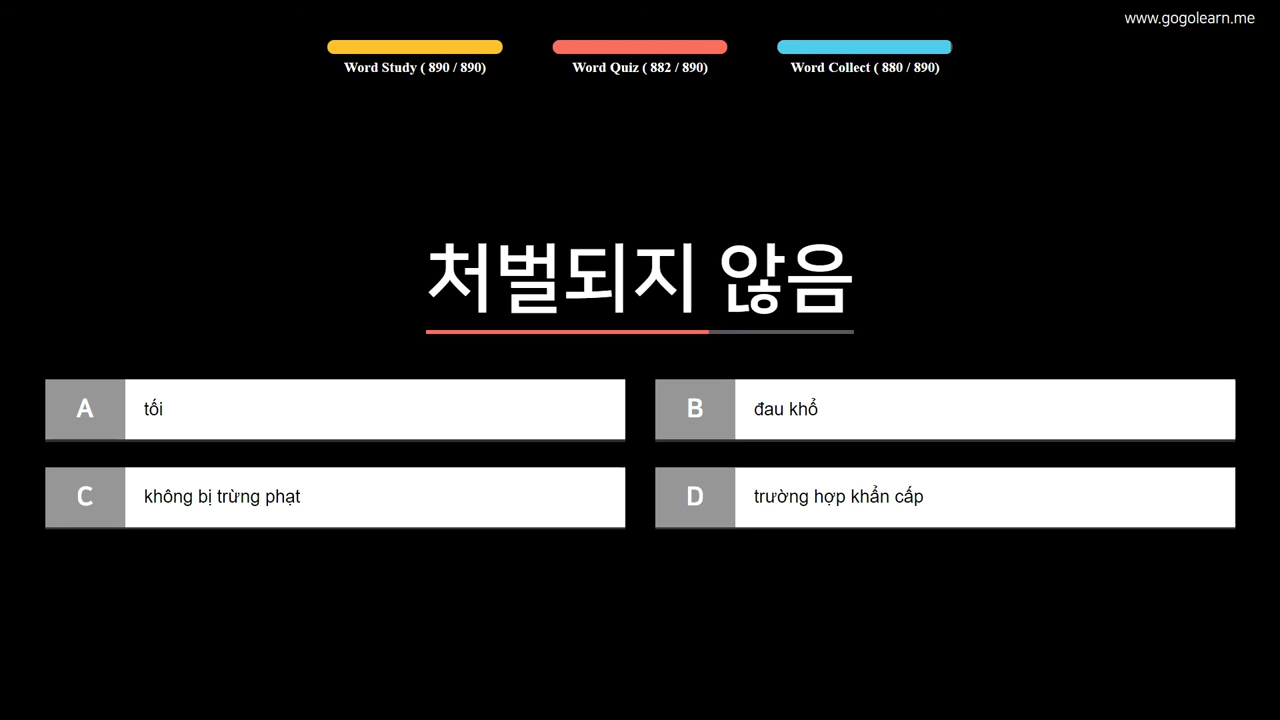 www.gogolearn.me
Word Study ( 890 / 890)
Word Quiz ( 882 / 890)
Word Collect ( 880 / 890)
처벌되지 않음
A tối
B đau khổ
C không bị trừng phạt
D trường hợp khẩn cấp